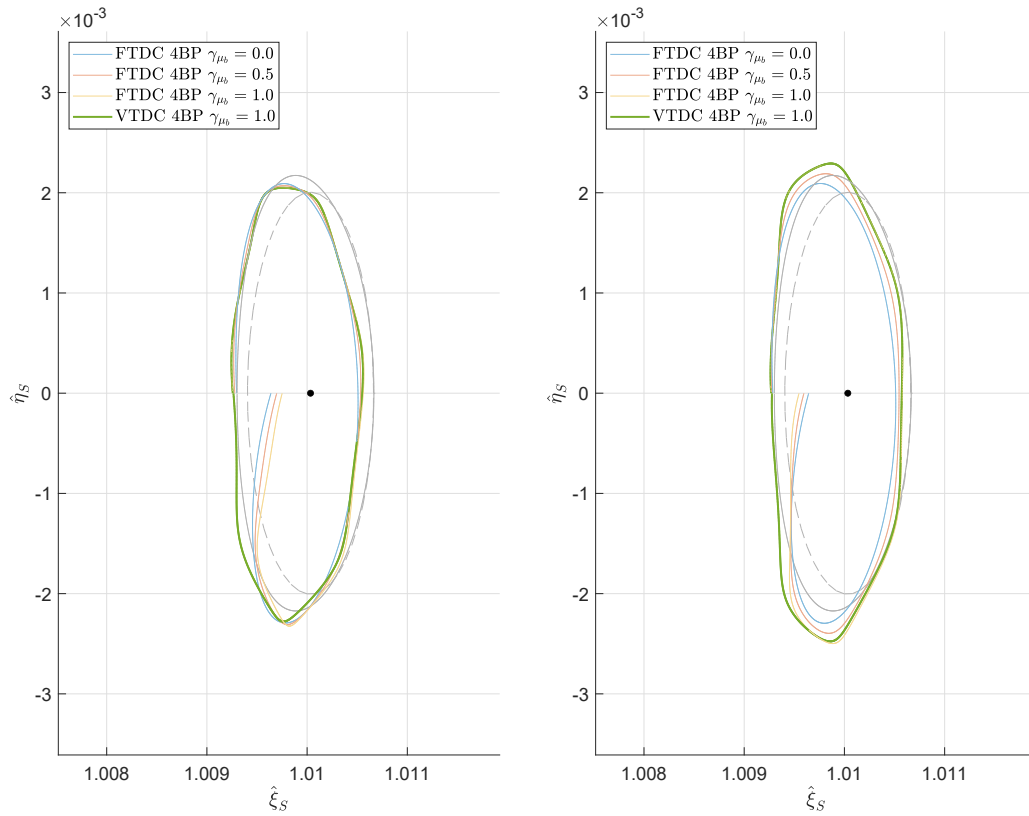 ×10⁻³
FTDC 4BP γ_{μ_b} = 0.0
FTDC 4BP γ_{μ_b} = 0.5
FTDC 4BP γ_{μ_b} = 1.0
VTDC 4BP γ_{μ_b} = 1.0
3
2
1
0
-1
-2
-3
η̂_S
1.008 1.009 1.01 1.011
ξ̂_S
×10⁻³
FTDC 4BP γ_{μ_b} = 0.0
FTDC 4BP γ_{μ_b} = 0.5
FTDC 4BP γ_{μ_b} = 1.0
VTDC 4BP γ_{μ_b} = 1.0
3
2
1
0
-1
-2
-3
η̂_S
1.008 1.009 1.01 1.011
ξ̂_S